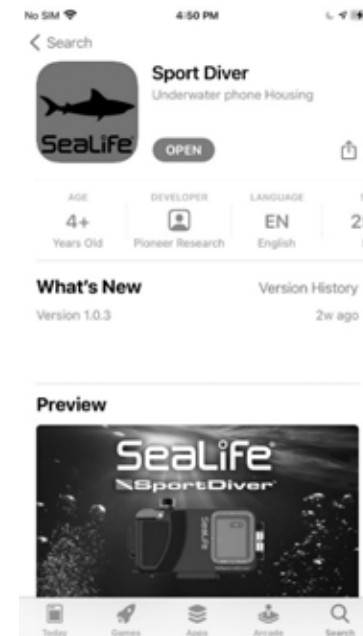 No SIM 4:50 PM
Search
SeaLife
Sport Diver
Underwater phone Housing
OPEN
AGE DEVELOPER LANGUAGE
4+ EN 2
Years Old Pioneer Research English
What's New Version History
Version 1.0.3 2w ago
Preview
SeaLife
SportDiver
SeaLife
Today Games Apps Arcade Search